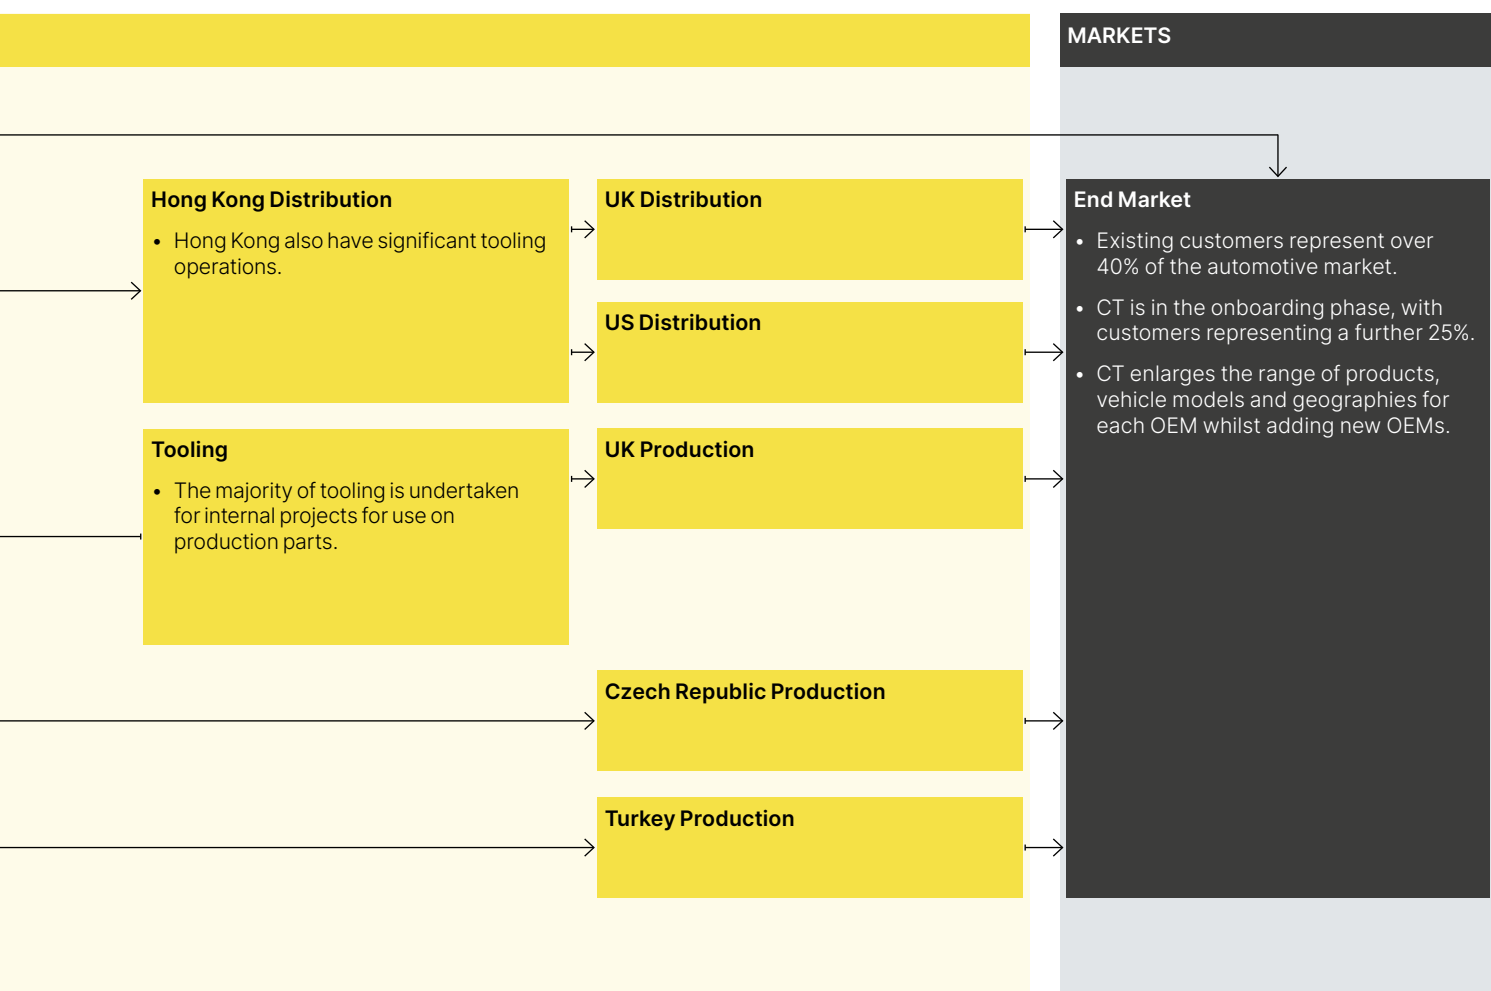 MARKETS
Hong Kong Distribution
• Hong Kong also have significant tooling
operations.
UK Distribution
US Distribution
Tooling
• The majority of tooling is undertaken
for internal projects for use on
production parts.
UK Production
Czech Republic Production
Turkey Production
End Market
• Existing customers represent over
40% of the automotive market.
• CT is in the onboarding phase, with
customers representing a further 25%.
• CT enlarges the range of products,
vehicle models and geographies for
each OEM whilst adding new OEMs.